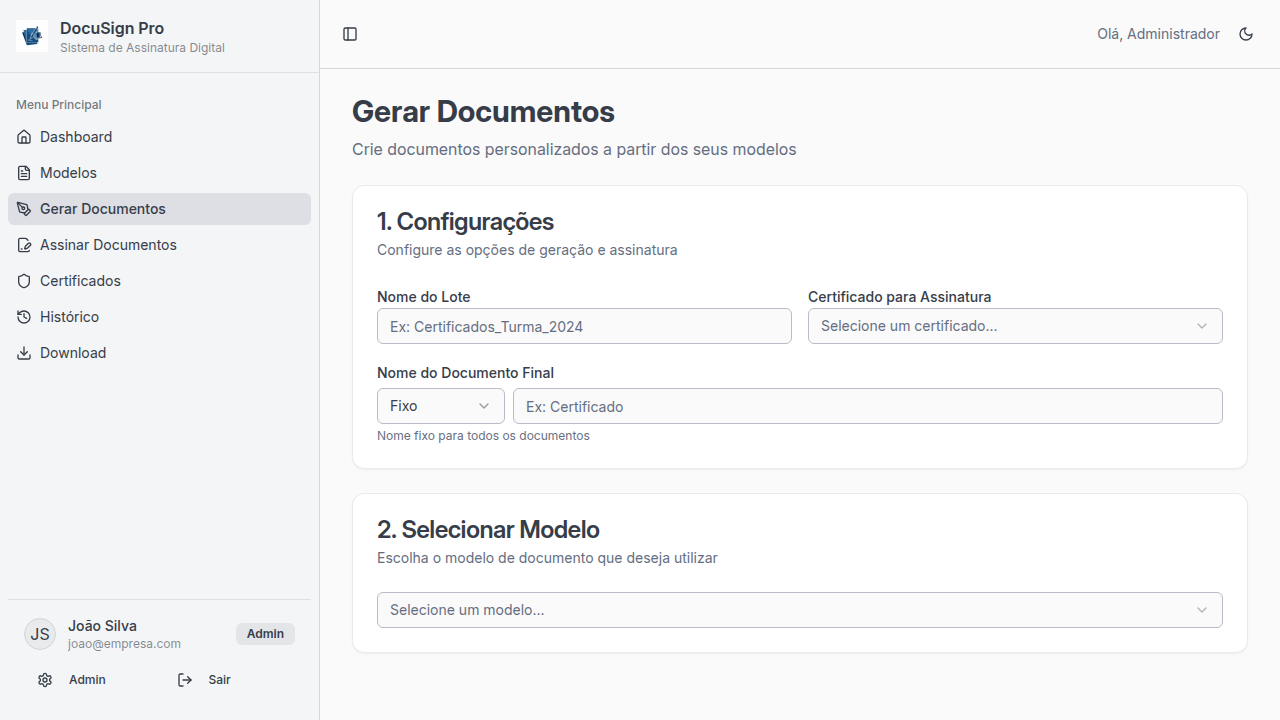 DocuSign Pro
Sistema de Assinatura Digital
Menu Principal
Dashboard
Modelos
Gerar Documentos
Assinar Documentos
Certificados
Histórico
Download
JS
João Silva
joao@empresa.com
Admin
Admin
Sair
Olá, Administrador
Gerar Documentos
Crie documentos personalizados a partir dos seus modelos
1. Configurações
Configure as opções de geração e assinatura
Nome do Lote
Ex: Certificados_Turma_2024
Certificado para Assinatura
Selecione um certificado...
Nome do Documento Final
Fixo
Ex: Certificado
Nome fixo para todos os documentos
2. Selecionar Modelo
Escolha o modelo de documento que deseja utilizar
Selecione um modelo...